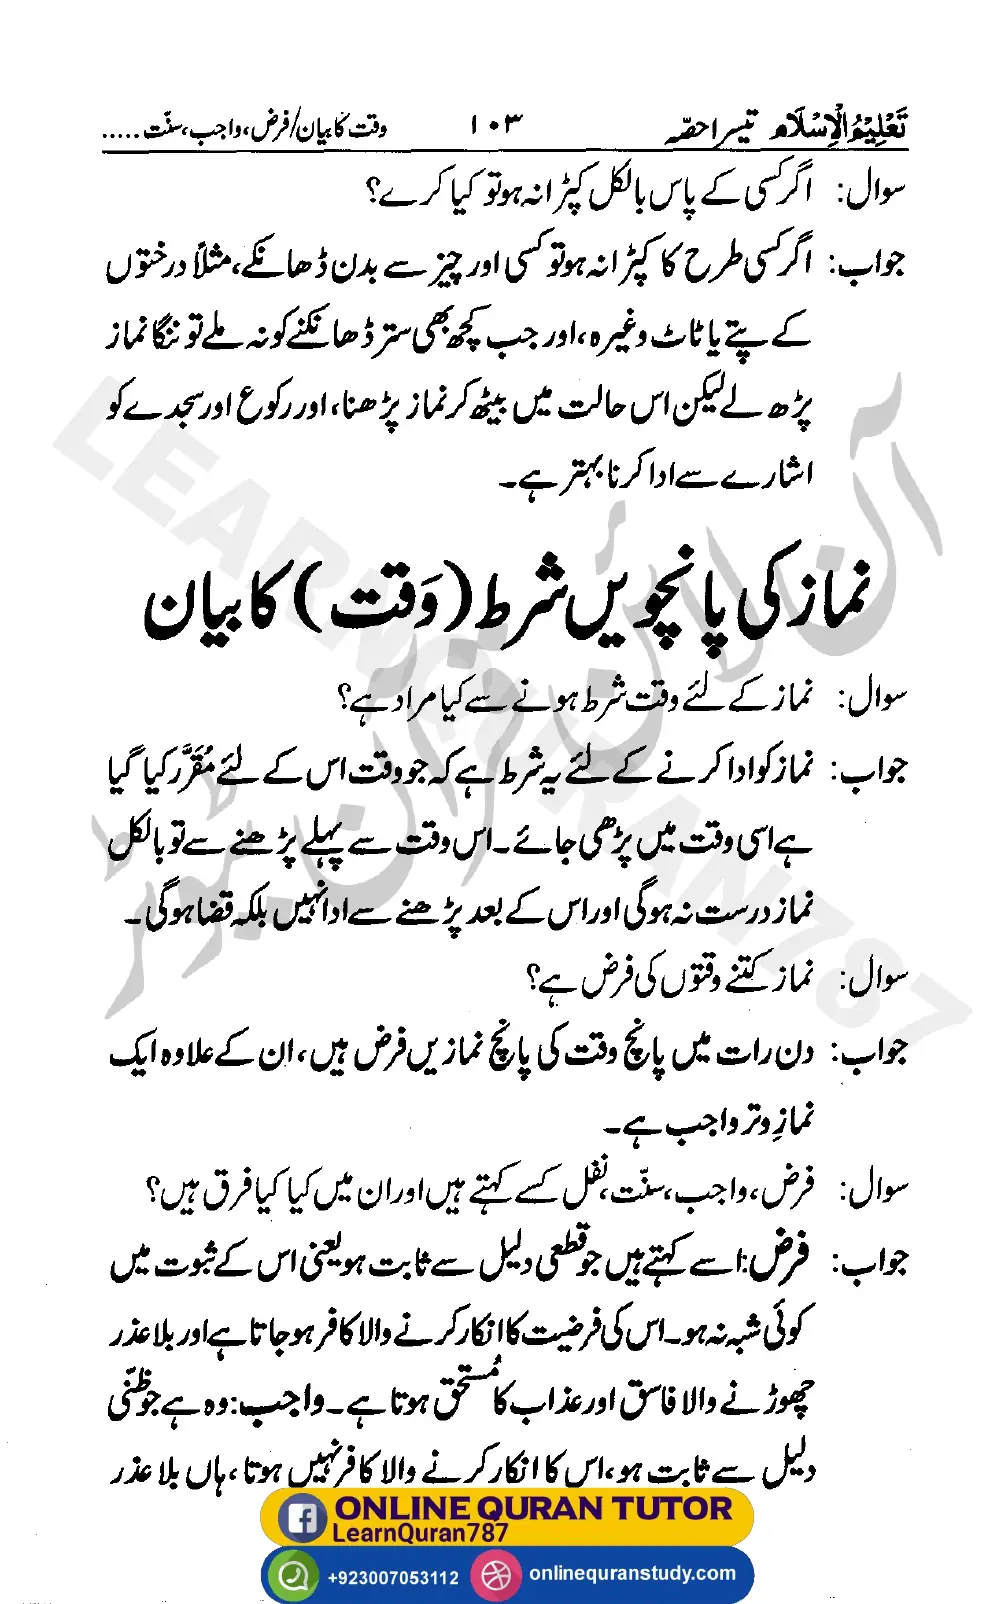 تَعْلِیْمُ الْاِسْلَام تیسرا حصّہ ۱۰۳ وقت کا بیان/فرض، واجب، سنّت .....
سوال: اگر کسی کے پاس بالکل کپڑا نہ ہو تو کیا کرے؟
جواب: اگر کسی طرح کا کپڑا نہ ہو تو کسی اور چیز سے بدن ڈھانکے، مثلاً درختوں
کے پتے یا ٹاٹ وغیرہ، اور جب کچھ بھی ستر ڈھانکنے کو نہ ملے تو ننگا نماز
پڑھ لے لیکن اس حالت میں بیٹھ کر نماز پڑھنا، اور رکوع اور سجدے کو
اشارے سے ادا کرنا بہتر ہے۔
نماز کی پانچویں شرط (وَقت) کا بیان
سوال: نماز کے لئے وقت شرط ہونے سے کیا مراد ہے؟
جواب: نماز کو ادا کرنے کے لئے یہ شرط ہے کہ جو وقت اس کے لئے مُقَرَّر کیا گیا
ہے اسی وقت میں پڑھی جائے۔ اس وقت سے پہلے پڑھنے سے تو بالکل
نماز درست نہ ہوگی اور اس کے بعد پڑھنے سے ادا نہیں بلکہ قضا ہوگی۔
سوال: نماز کتنے وقتوں کی فرض ہے؟
جواب: دن رات میں پانچ وقت کی پانچ نمازیں فرض ہیں، ان کے علاوہ ایک
نمازِ وتر واجب ہے۔
سوال: فرض، واجب، سنّت، نفل کسے کہتے ہیں اور ان میں کیا کیا فرق ہیں؟
جواب: فرض: اسے کہتے ہیں جو قطعی دلیل سے ثابت ہو یعنی اس کے ثبوت میں
کوئی شبہ نہ ہو۔ اس کی فرضیت کا انکار کرنے والا کافر ہو جاتا ہے اور بلا عذر
چھوڑنے والا فاسق اور عذاب کا مُستحق ہوتا ہے۔ واجب: وہ ہے جو ظنّی
دلیل سے ثابت ہو، اس کا انکار کرنے والا کافر نہیں ہوتا، ہاں بلا عذر
LEARNQURAN787
آن لائن قرآن ٹیوٹر
ONLINE QURAN TUTOR
LearnQuran787
+923007053112 onlinequranstudy.com